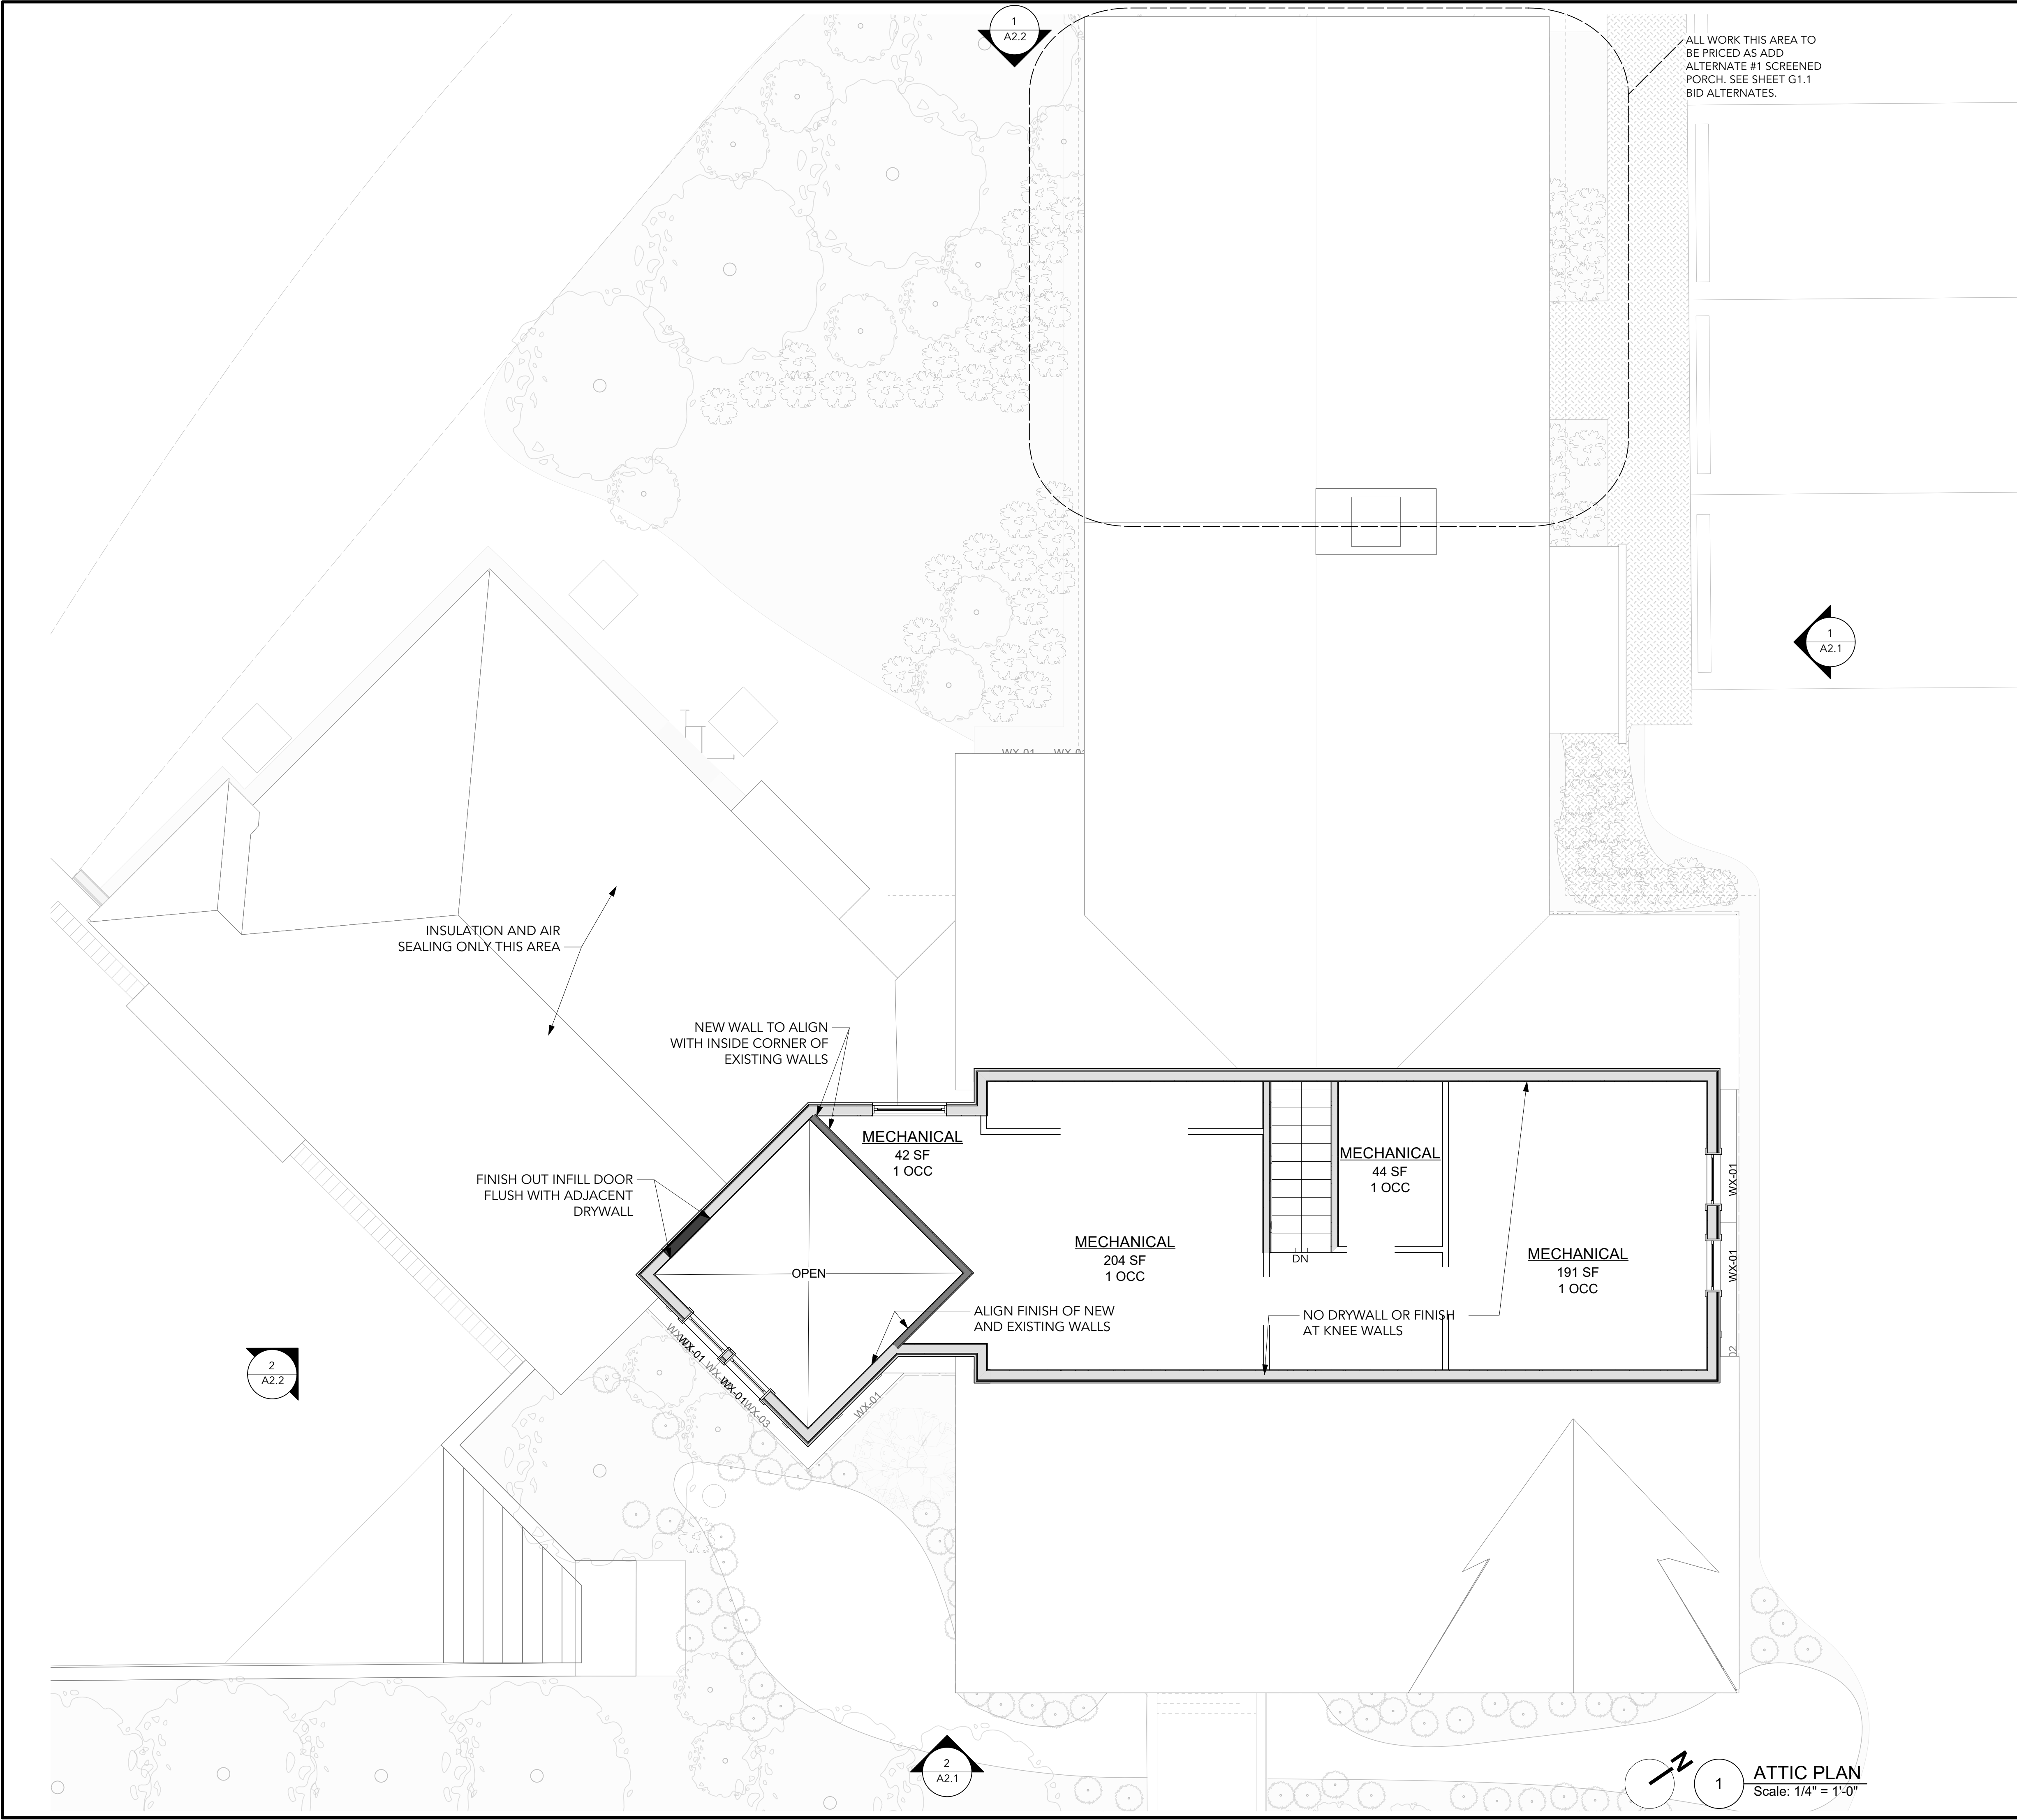 1
A2.2
ALL WORK THIS AREA TO
BE PRICED AS ADD
ALTERNATE #1 SCREENED
PORCH. SEE SHEET G1.1
BID ALTERNATES.
1
A2.1
WX-01
INSULATION AND AIR
SEALING ONLY THIS AREA
NEW WALL TO ALIGN
WITH INSIDE CORNER OF
EXISTING WALLS
MECHANICAL
42 SF
1 OCC
MECHANICAL
44 SF
1 OCC
FINISH OUT INFILL DOOR
FLUSH WITH ADJACENT
DRYWALL
WX-01
MECHANICAL
204 SF
1 OCC
DN
MECHANICAL
191 SF
1 OCC
WX-01
OPEN
ALIGN FINISH OF NEW
AND EXISTING WALLS
NO DRYWALL OR FINISH
AT KNEE WALLS
WX-01
WX-01
WX-03
WX-01
02
2
A2.2
2
A2.1
N
1
ATTIC PLAN
Scale: 1/4" = 1'-0"